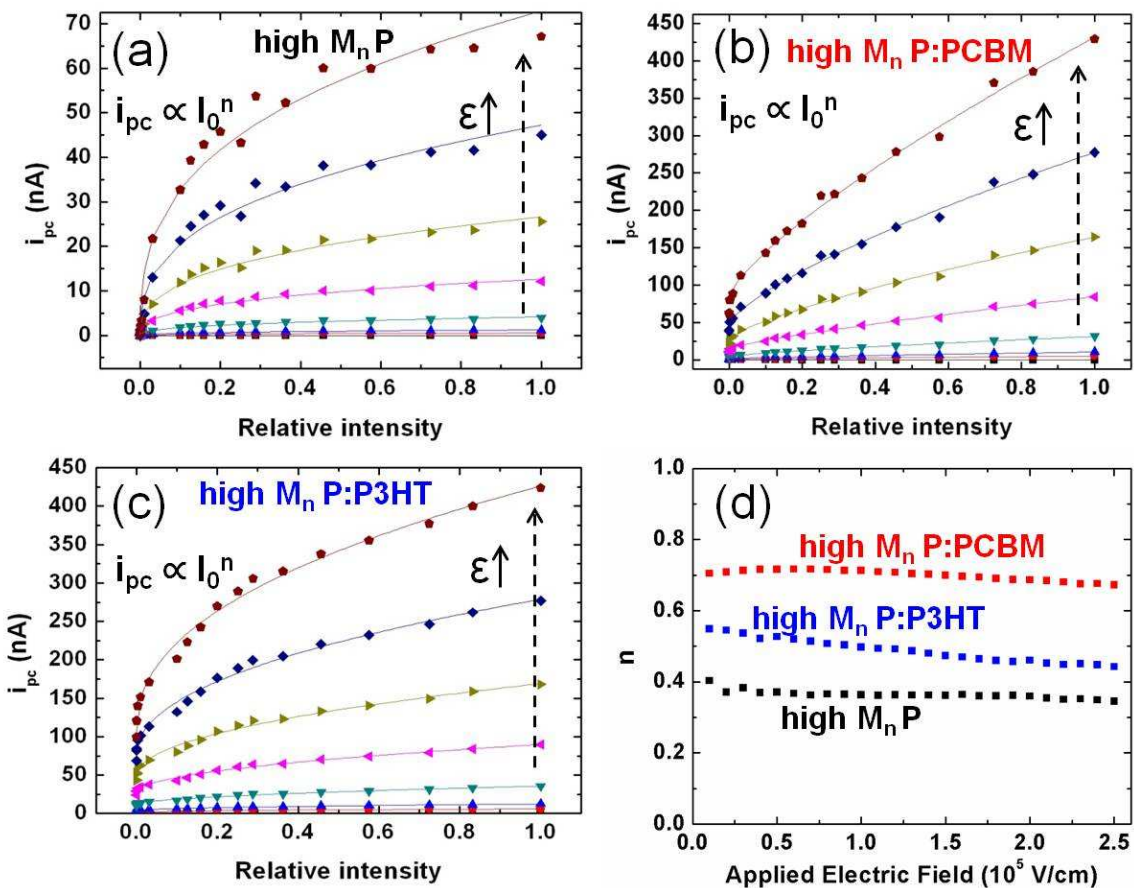 (a)
high Mn P
ipc ∝ I0^n
ε↑
70
60
50
40
30
20
10
0
ipc (nA)
0.0 0.2 0.4 0.6 0.8 1.0
Relative intensity
(b)
high Mn P:PCBM
ipc ∝ I0^n
ε↑
450
400
350
300
250
200
150
100
50
0
ipc (nA)
0.0 0.2 0.4 0.6 0.8 1.0
Relative intensity
(c)
high Mn P:P3HT
ipc ∝ I0^n
ε↑
450
400
350
300
250
200
150
100
50
0
ipc (nA)
0.0 0.2 0.4 0.6 0.8 1.0
Relative intensity
(d)
high Mn P:PCBM
high Mn P:P3HT
high Mn P
1.0
0.8
0.6
0.4
0.2
0.0
n
0.0 0.5 1.0 1.5 2.0 2.5
Applied Electric Field (10^5 V/cm)